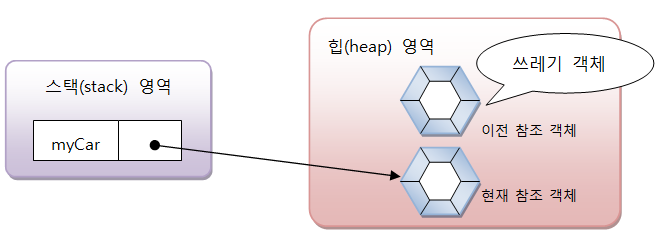 스택(stack) 영역
myCar
힙(heap) 영역
쓰레기 객체
이전 참조 객체
현재 참조 객체